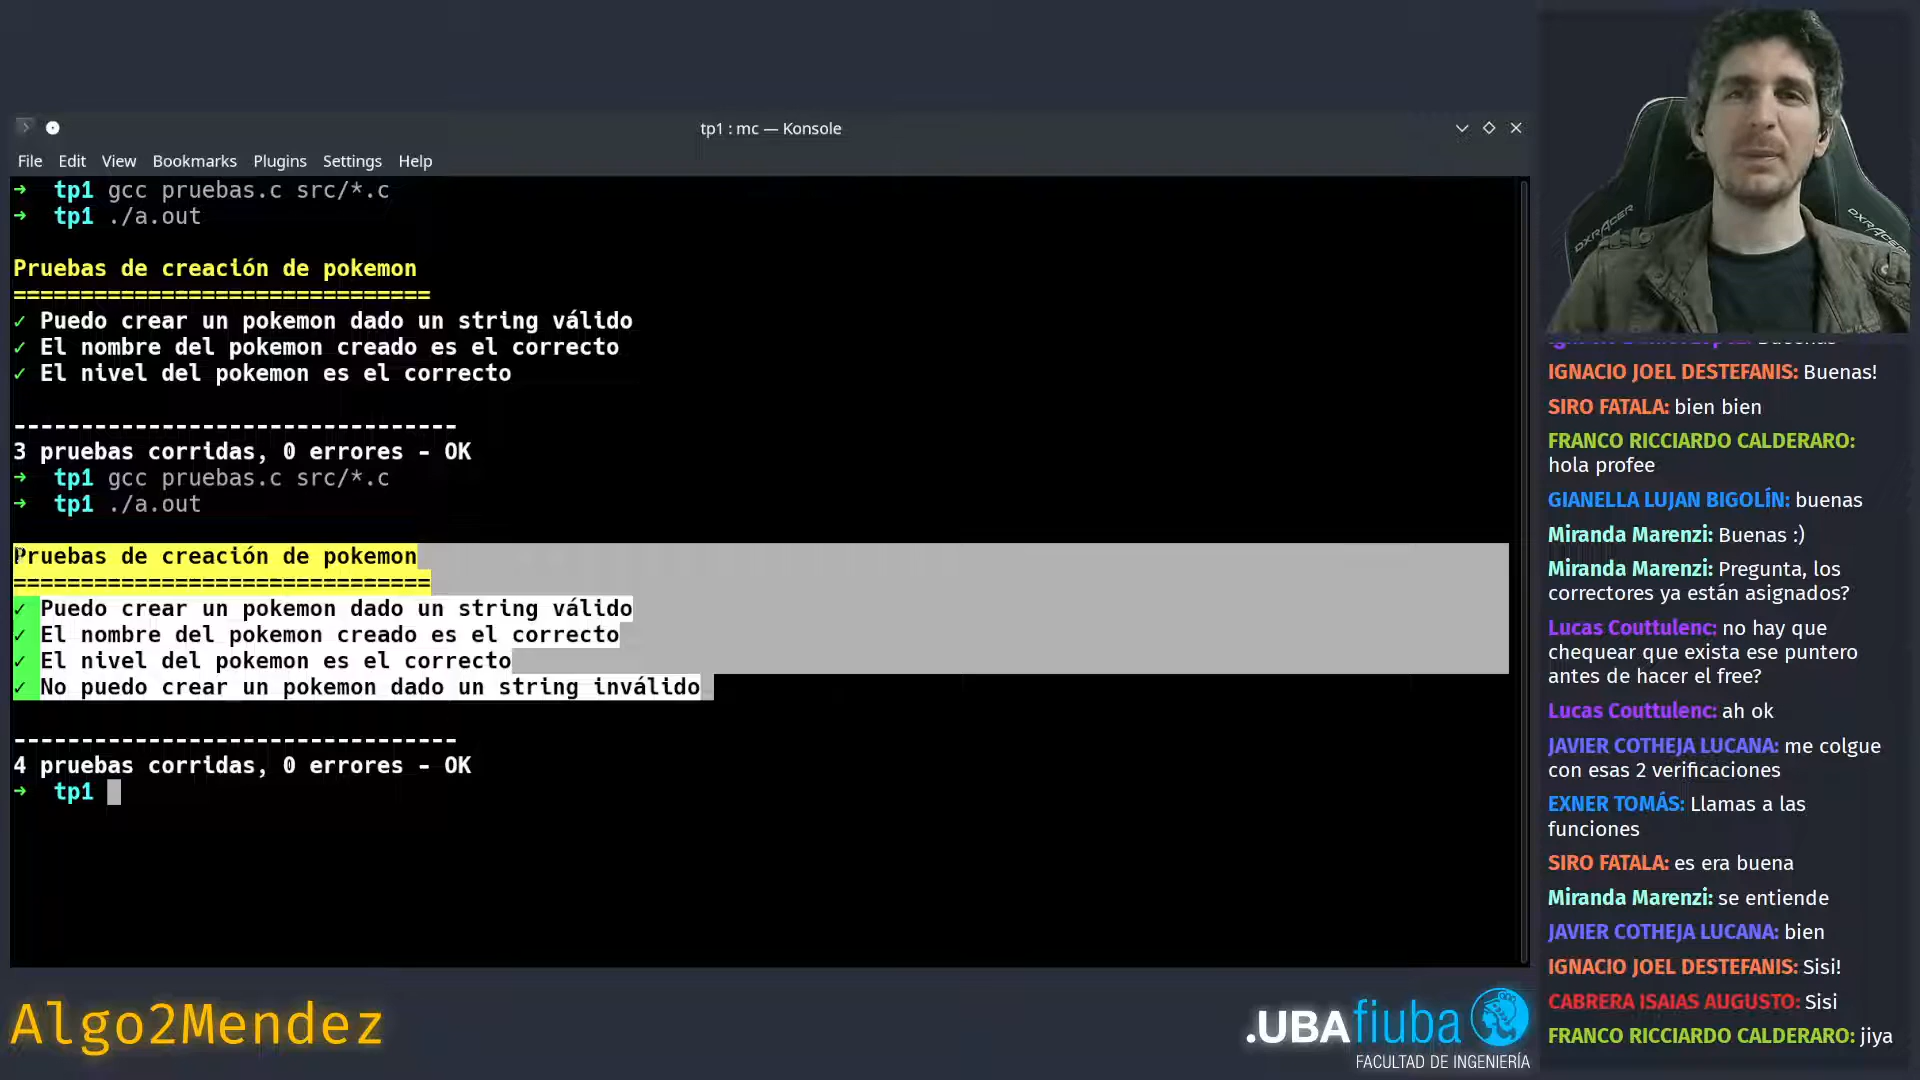 tp1 : mc — Konsole
File Edit View Bookmarks Plugins Settings Help
➜ tp1 gcc pruebas.c src/*.c
➜ tp1 ./a.out
Pruebas de creación de pokemon
===============================
✓ Puedo crear un pokemon dado un string válido
✓ El nombre del pokemon creado es el correcto
✓ El nivel del pokemon es el correcto
---------------------------------
3 pruebas corridas, 0 errores - OK
➜ tp1 gcc pruebas.c src/*.c
➜ tp1 ./a.out
Pruebas de creación de pokemon
===============================
✓ Puedo crear un pokemon dado un string válido
✓ El nombre del pokemon creado es el correcto
✓ El nivel del pokemon es el correcto
✓ No puedo crear un pokemon dado un string inválido
---------------------------------
4 pruebas corridas, 0 errores - OK
➜ tp1
DXRACER
DXRACER
IGNACIO JOEL DESTEFANIS: Buenas!
SIRO FATALA: bien bien
FRANCO RICCIARDO CALDERARO:
hola profee
GIANELLA LUJAN BIGOLÍN: buenas
Miranda Marenzi: Buenas :)
Miranda Marenzi: Pregunta, los
correctores ya están asignados?
Lucas Couttulenc: no hay que
chequear que exista ese puntero
antes de hacer el free?
Lucas Couttulenc: ah ok
JAVIER COTHEJA LUCANA: me colgue
con esas 2 verificaciones
EXNER TOMÁS: Llamas a las
funciones
SIRO FATALA: es era buena
Miranda Marenzi: se entiende
JAVIER COTHEJA LUCANA: bien
IGNACIO JOEL DESTEFANIS: Sisi!
CABRERA ISAIAS AUGUSTO: Sisi
FRANCO RICCIARDO CALDERARO: jiya
Algo2Mendez
.UBAfiuba
FACULTAD DE INGENIERÍA